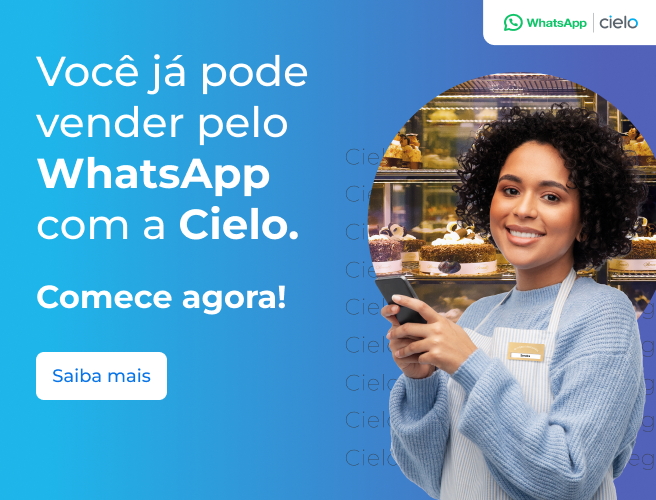 WhatsApp | cielo
Você já pode
vender pelo
WhatsApp
com a Cielo.
Comece agora!
Saiba mais